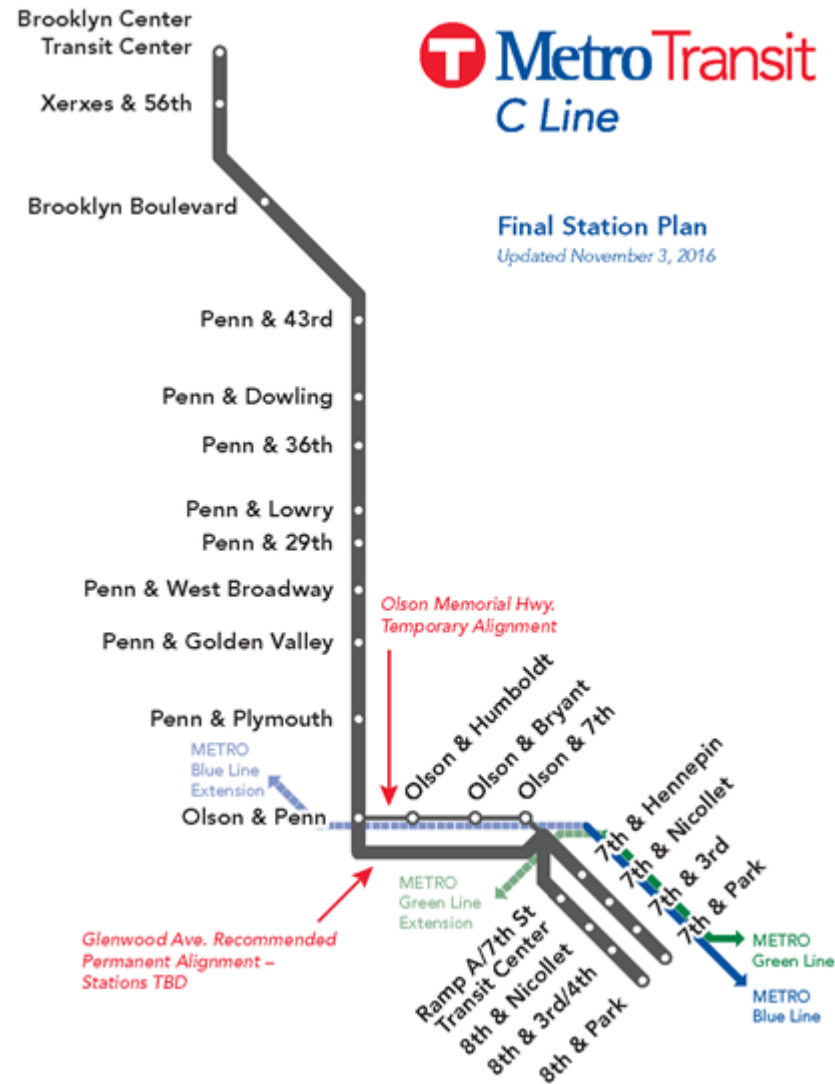 Brooklyn Center
Transit Center
T MetroTransit
C Line
Xerxes & 56th
Brooklyn Boulevard
Final Station Plan
Updated November 3, 2016
Penn & 43rd
Penn & Dowling
Penn & 36th
Penn & Lowry
Penn & 29th
Penn & West Broadway
Olson Memorial Hwy.
Temporary Alignment
Penn & Golden Valley
Penn & Plymouth
METRO
Blue Line
Extension
Olson & Penn
Olson & Humboldt
Olson & Bryant
Olson & 7th
7th & Hennepin
7th & Nicollet
7th & 3rd
7th & Park
METRO
Green Line
Extension
Glenwood Ave. Recommended
Permanent Alignment –
Stations TBD
Ramp A/7th St
Transit Center
8th & Nicollet
8th & 3rd/4th
8th & Park
METRO
Green Line
METRO
Blue Line